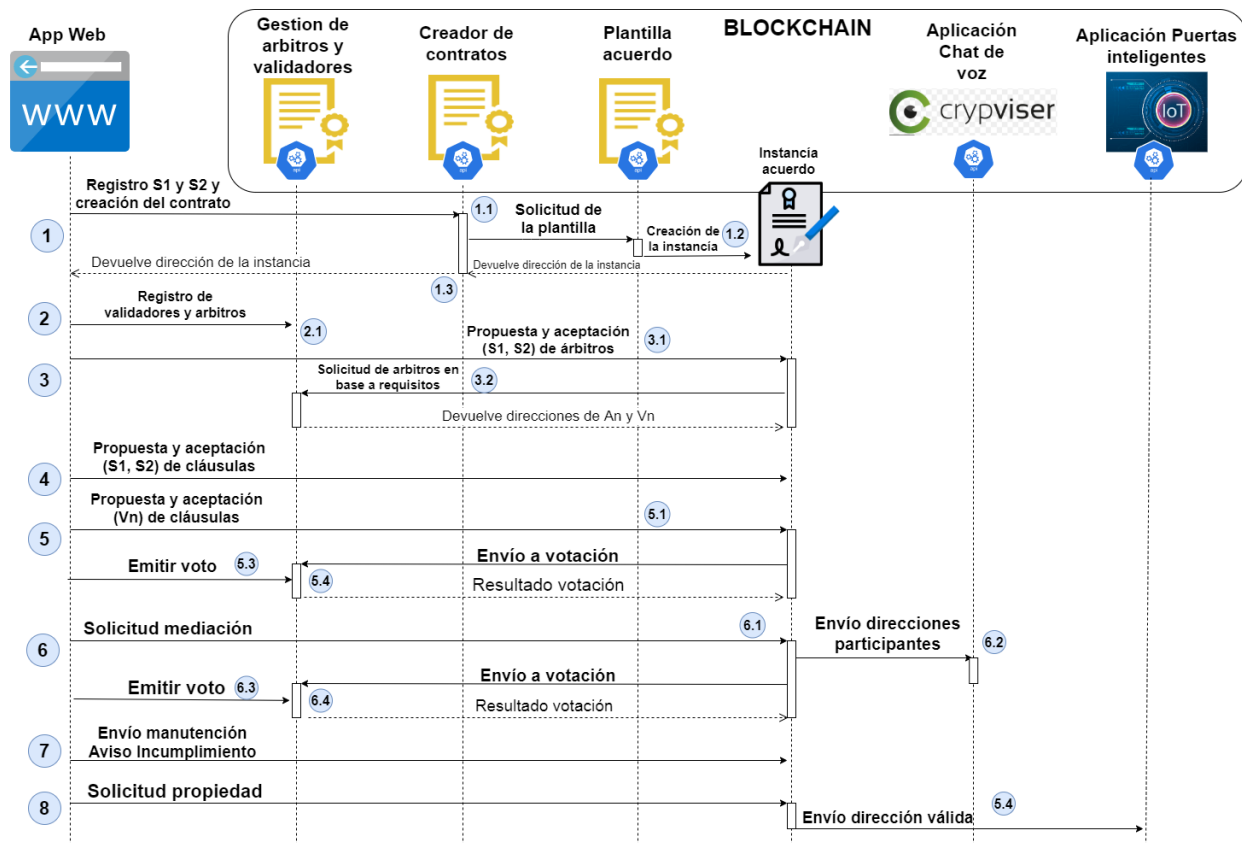 App Web
WWW
Gestion de
arbitros y
validadores
api
Creador de
contratos
api
Plantilla
acuerdo
api
BLOCKCHAIN
Aplicación
Chat de
voz
crypviser
api
Aplicación Puertas
inteligentes
IoT
api
Instancia
acuerdo
1
Registro S1 y S2 y
creación del contrato
1.1
Solicitud de
la plantilla
Creación de
la instancía
1.2
Devuelve dirección de la instancia
Devuelve dirección de la instancia
1.3
2
Registro de
validadores y arbitros
2.1
3
Propuesta y aceptación
(S1, S2) de árbitros
3.1
Solicitud de arbitros en
base a requisitos
3.2
Devuelve direcciones de An y Vn
4
Propuesta y aceptación
(S1, S2) de cláusulas
5
Propuesta y aceptación
(Vn) de cláusulas
5.1
Envío a votación
Emitir voto
5.3
5.4
Resultado votación
6
Solicitud mediación
6.1
Envío direcciones
participantes
6.2
Envío a votación
Emitir voto
6.3
6.4
Resultado votación
7
Envío manutención
Aviso Incumplimiento
8
Solicitud propiedad
5.4
Envío dirección válida